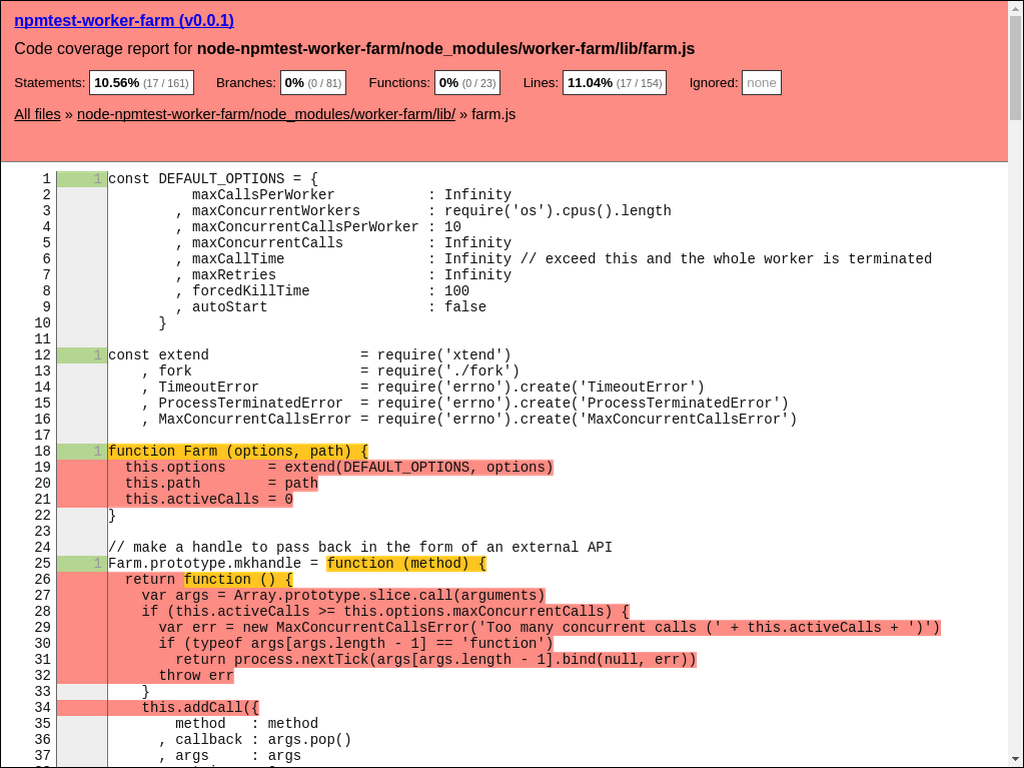 npmtest-worker-farm (v0.0.1)
Code coverage report for node-npmtest-worker-farm/node_modules/worker-farm/lib/farm.js
Statements: 10.56% (17 / 161) Branches: 0% (0 / 81) Functions: 0% (0 / 23) Lines: 11.04% (17 / 154) Ignored: none
All files » node-npmtest-worker-farm/node_modules/worker-farm/lib/ » farm.js
1 1 const DEFAULT_OPTIONS = {
2           maxCallsPerWorker           : Infinity
3         , maxConcurrentWorkers        : require('os').cpus().length
4         , maxConcurrentCallsPerWorker : 10
5         , maxConcurrentCalls          : Infinity
6         , maxCallTime                 : Infinity // exceed this and the whole worker is terminated
7         , maxRetries                  : Infinity
8         , forcedKillTime              : 100
9         , autoStart                   : false
10       }
11
12 1 const extend                  = require('xtend')
13     , fork                    = require('./fork')
14     , TimeoutError            = require('errno').create('TimeoutError')
15     , ProcessTerminatedError  = require('errno').create('ProcessTerminatedError')
16     , MaxConcurrentCallsError = require('errno').create('MaxConcurrentCallsError')
17
18 1 function Farm (options, path) {
19   this.options     = extend(DEFAULT_OPTIONS, options)
20   this.path        = path
21   this.activeCalls = 0
22 }
23
24 // make a handle to pass back in the form of an external API
25 1 Farm.prototype.mkhandle = function (method) {
26   return function () {
27     var args = Array.prototype.slice.call(arguments)
28     if (this.activeCalls >= this.options.maxConcurrentCalls) {
29       var err = new MaxConcurrentCallsError('Too many concurrent calls (' + this.activeCalls + ')')
30       if (typeof args[args.length - 1] == 'function')
31         return process.nextTick(args[args.length - 1].bind(null, err))
32       throw err
33     }
34     this.addCall({
35         method   : method
36       , callback : args.pop()
37       , args     : args